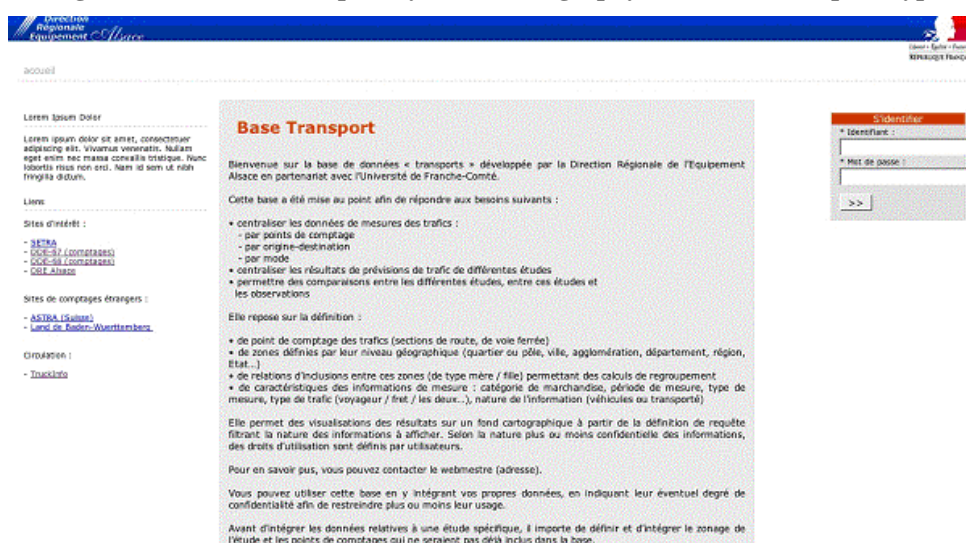 Direction
Régionale
Equipement Alsace
Liberté • Égalité •
RÉPUBLIQUE
accueil
Lorem Ipsum Dolor
Lorem ipsum dolor sit amet, consectetuer
adipiscing elit. Vivamus venenatis. Nullam
eget enim nec massa convallis tristique. Nunc
lobortis risus non orci. Nam id sem ut nibh
fringilla dictum.
Liens
Sites d'intérêt :
- SETRA
- DDE-67 (comptages)
- DDE-68 (comptages)
- DRE Alsace
Sites de comptages étrangers :
- ASTRA (Suisse)
- Land de Baden-Wuerttemberg
Circulation :
- TruckInfo
Base Transport
Bienvenue sur la base de données « transports » développée par la Direction Régionale de l'Equipement
Alsace en partenariat avec l'Université de Franche-Comté.
Cette base a été mise au point afin de répondre aux besoins suivants :
• centraliser les données de mesures des trafics :
- par points de comptage
- par origine-destination
- par mode
• centraliser les résultats de prévisions de trafic de différentes études
• permettre des comparaisons entre les différentes études, entre ces études et
les observations
Elle repose sur la définition :
• de point de comptage des trafics (sections de route, de voie ferrée)
• de zones définies par leur niveau géographique (quartier ou pôle, ville, agglomération, département, région,
Etat...)
• de relations d'inclusions entre ces zones (de type mère / fille) permettant des calculs de regroupement
• de caractéristiques des informations de mesure : catégorie de marchandise, période de mesure, type de
mesure, type de trafic (voyageur / fret / les deux...), nature de l'information (véhicules ou transporté)
Elle permet des visualisations des résultats sur un fond cartographique à partir de la définition de requête
filtrant la nature des informations à afficher. Selon la nature plus ou moins confidentielle des informations,
des droits d'utilisation sont définis par utilisateurs.
Pour en savoir pus, vous pouvez contacter le webmestre (adresse).
Vous pouvez utiliser cette base en y intégrant vos propres données, en indiquant leur éventuel degré de
confidentialité afin de restreindre plus ou moins leur usage.
Avant d'intégrer les données relatives à une étude spécifique, il importe de définir et d'intégrer le zonage de
l'étude et les points de comptages qui ne seraient pas déjà inclus dans la base.
S'identifier
* Identifiant :
* Mot de passe :
>>